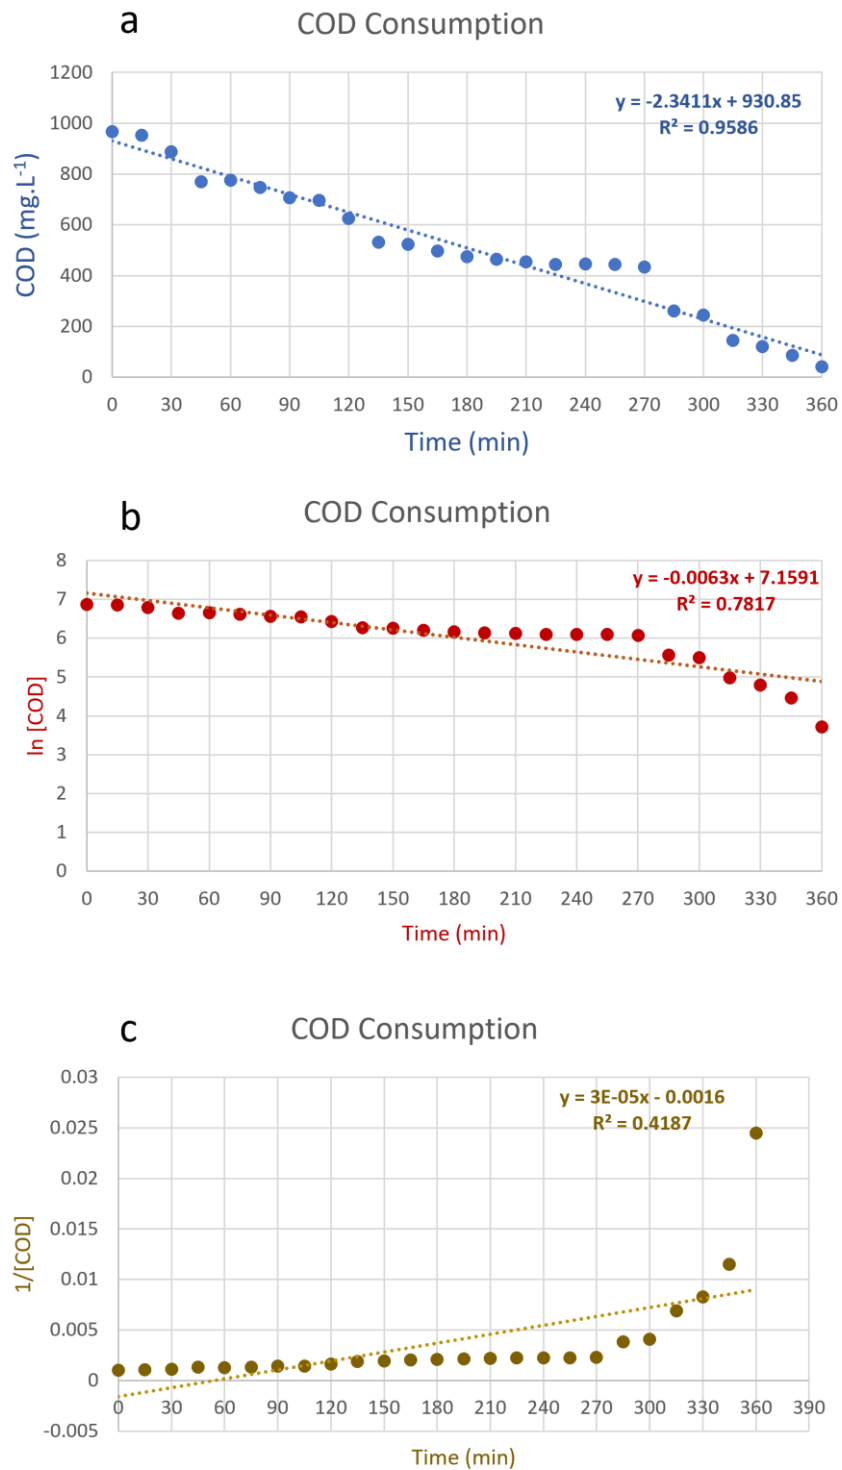 a
COD Consumption
y = -2.3411x + 930.85
R² = 0.9586
1200
1000
800
600
400
200
0
COD (mg.L⁻¹)
0 30 60 90 120 150 180 210 240 270 300 330 360
Time (min)
b
COD Consumption
y = -0.0063x + 7.1591
R² = 0.7817
8
7
6
5
4
3
2
1
0
ln [COD]
0 30 60 90 120 150 180 210 240 270 300 330 360
Time (min)
c
COD Consumption
y = 3E-05x - 0.0016
R² = 0.4187
0.03
0.025
0.02
0.015
0.01
0.005
0
-0.005
1/[COD]
0 30 60 90 120 150 180 210 240 270 300 330 360 390
Time (min)